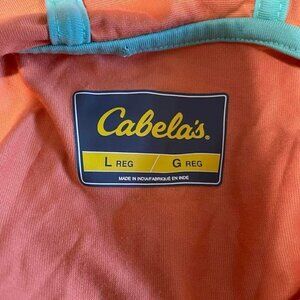 Cabela's.
L REG / G REG
MADE IN INDIA/FABRIQUÉ EN INDE